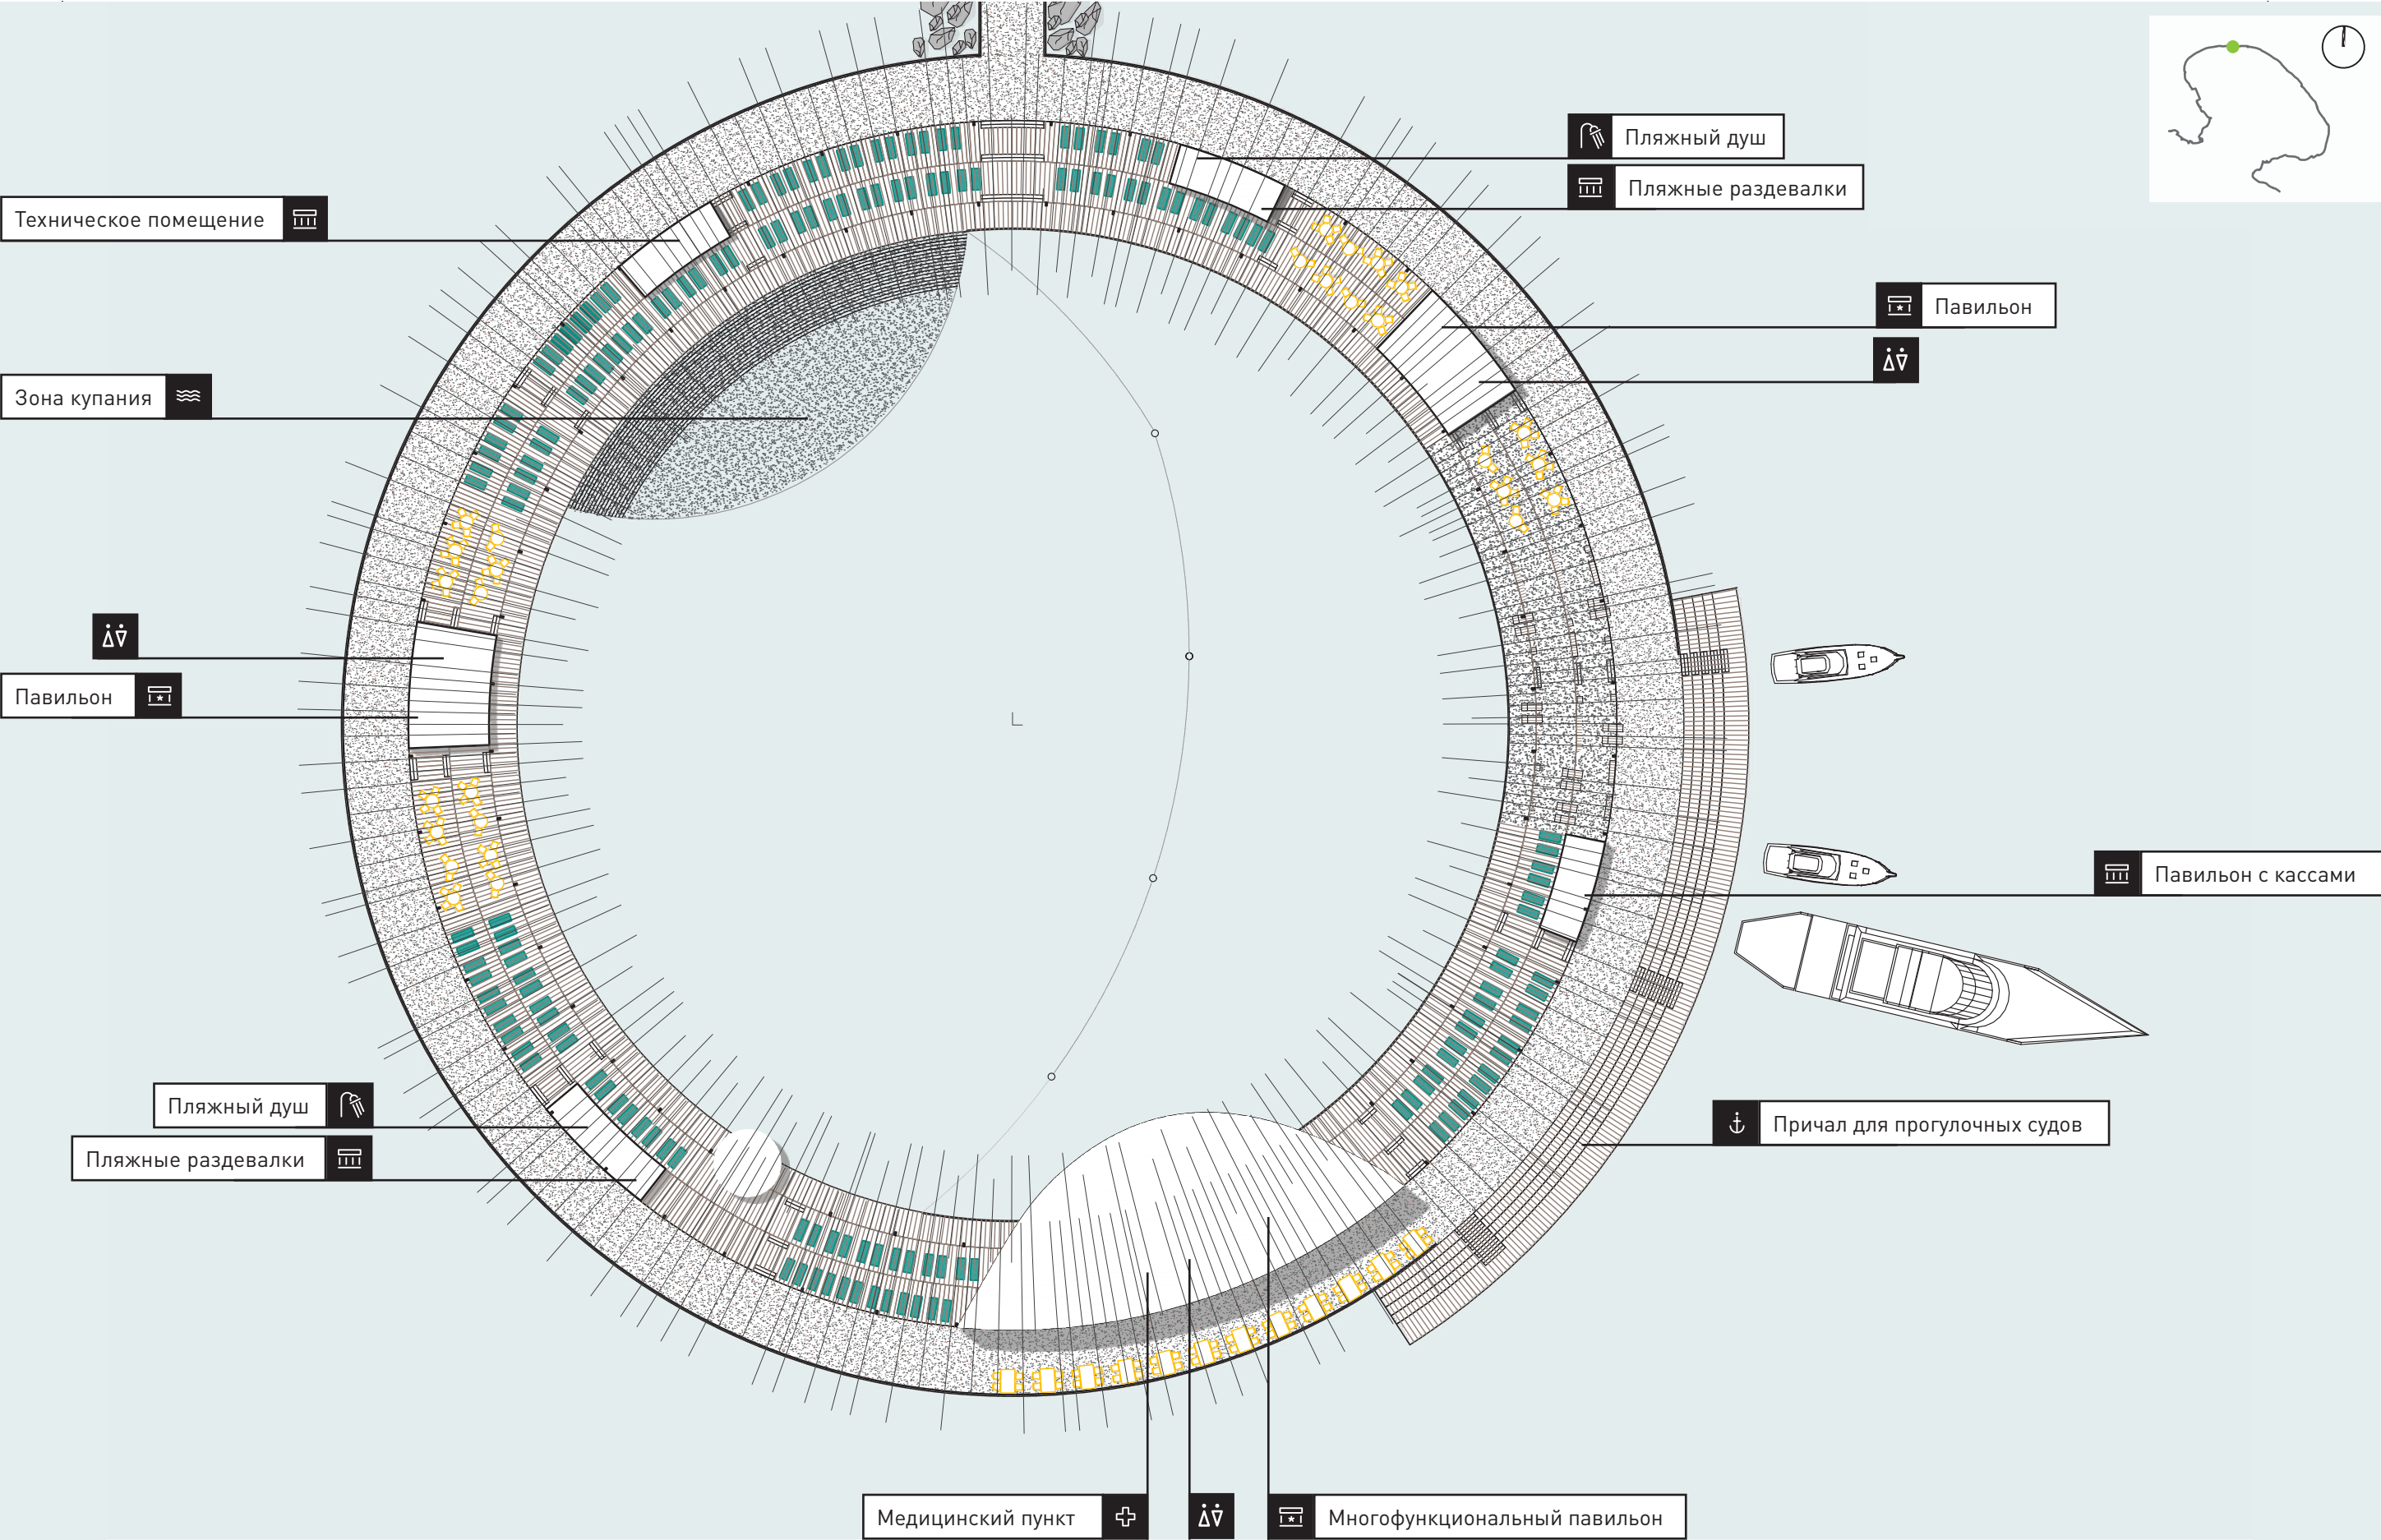 Пляжный душ
Пляжные раздевалки
Техническое помещение
Павильон
Зона купания
Павильон
Павильон с кассами
Пляжный душ
Причал для прогулочных судов
Пляжные раздевалки
Медицинский пункт
Многофункциональный павильон